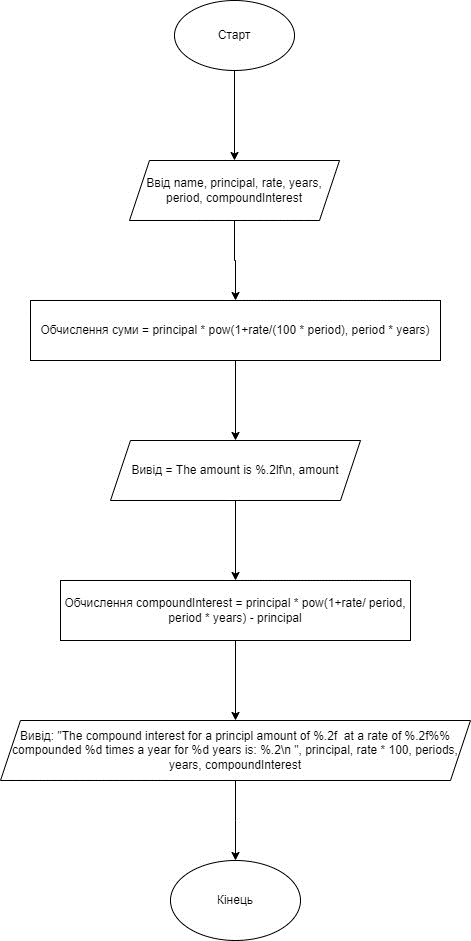 Старт
Ввід name, principal, rate, years,
period, compoundInterest
Обчислення суми = principal * pow(1+rate/(100 * period), period * years)
Вивід = The amount is %.2lf\n, amount
Обчислення compoundInterest = principal * pow(1+rate/ period,
period * years) - principal
Вивід: "The compound interest for a principl amount of %.2f  at a rate of %.2f%%
compounded %d times a year for %d years is: %.2\n ", principal, rate * 100, periods,
years, compoundInterest
Кінець